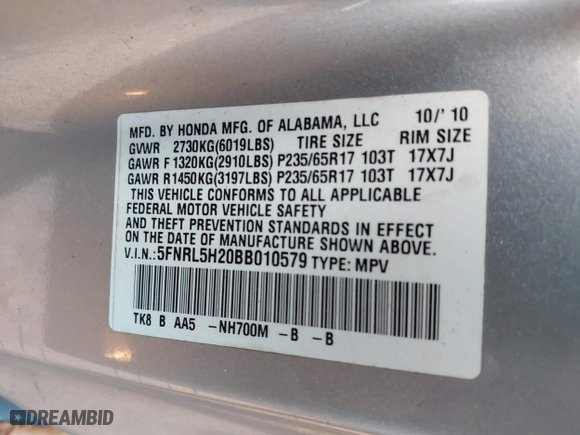 MFD. BY HONDA MFG. OF ALABAMA, LLC 10/'10
GVWR 2730KG(6019LBS) TIRE SIZE RIM SIZE
GAWR F 1320KG(2910LBS) P235/65R17 103T 17X7J
GAWR R 1450KG(3197LBS) P235/65R17 103T 17X7J
THIS VEHICLE CONFORMS TO ALL APPLICABLE
FEDERAL MOTOR VEHICLE SAFETY
AND THEFT PREVENTION STANDARDS IN EFFECT
ON THE DATE OF MANUFACTURE SHOWN ABOVE.
V.I.N.:5FNRL5H20BB010579 TYPE: MPV
TK8 B AA5 -NH700M -B -B
DREAMBID